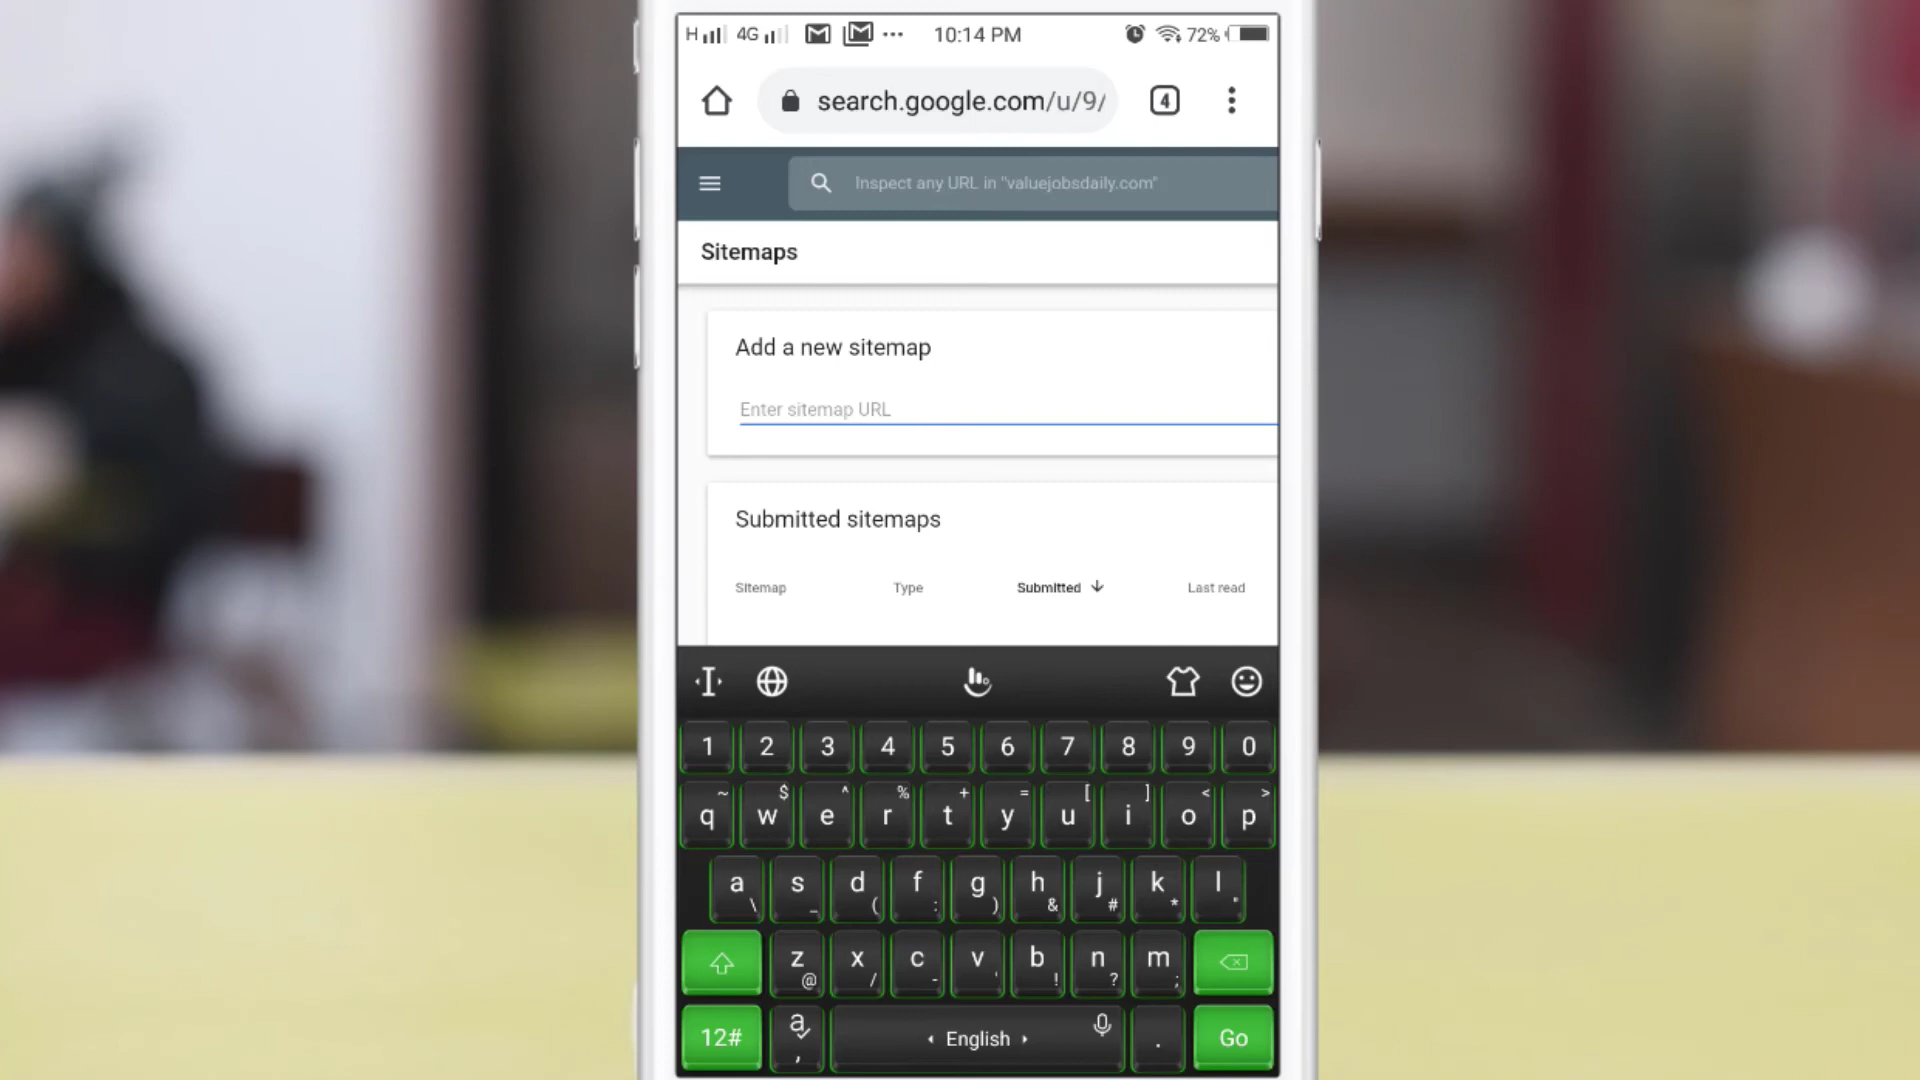 H 4G ... 10:14 PM 72%
search.google.com/u/9/ 4
Inspect any URL in "valuejobsdaily.com"
Sitemaps
Add a new sitemap
Enter sitemap URL
Submitted sitemaps
Sitemap Type Submitted ↓ Last read
1 2 3 4 5 6 7 8 9 0
~ $ ^ % + = [ ] < >
q w e r t y u i o p
a s d f g h j k l
\ _ ( : ) & # * "
z x c v b n m
@ / - ' ! ? ;
12# a , English . Go